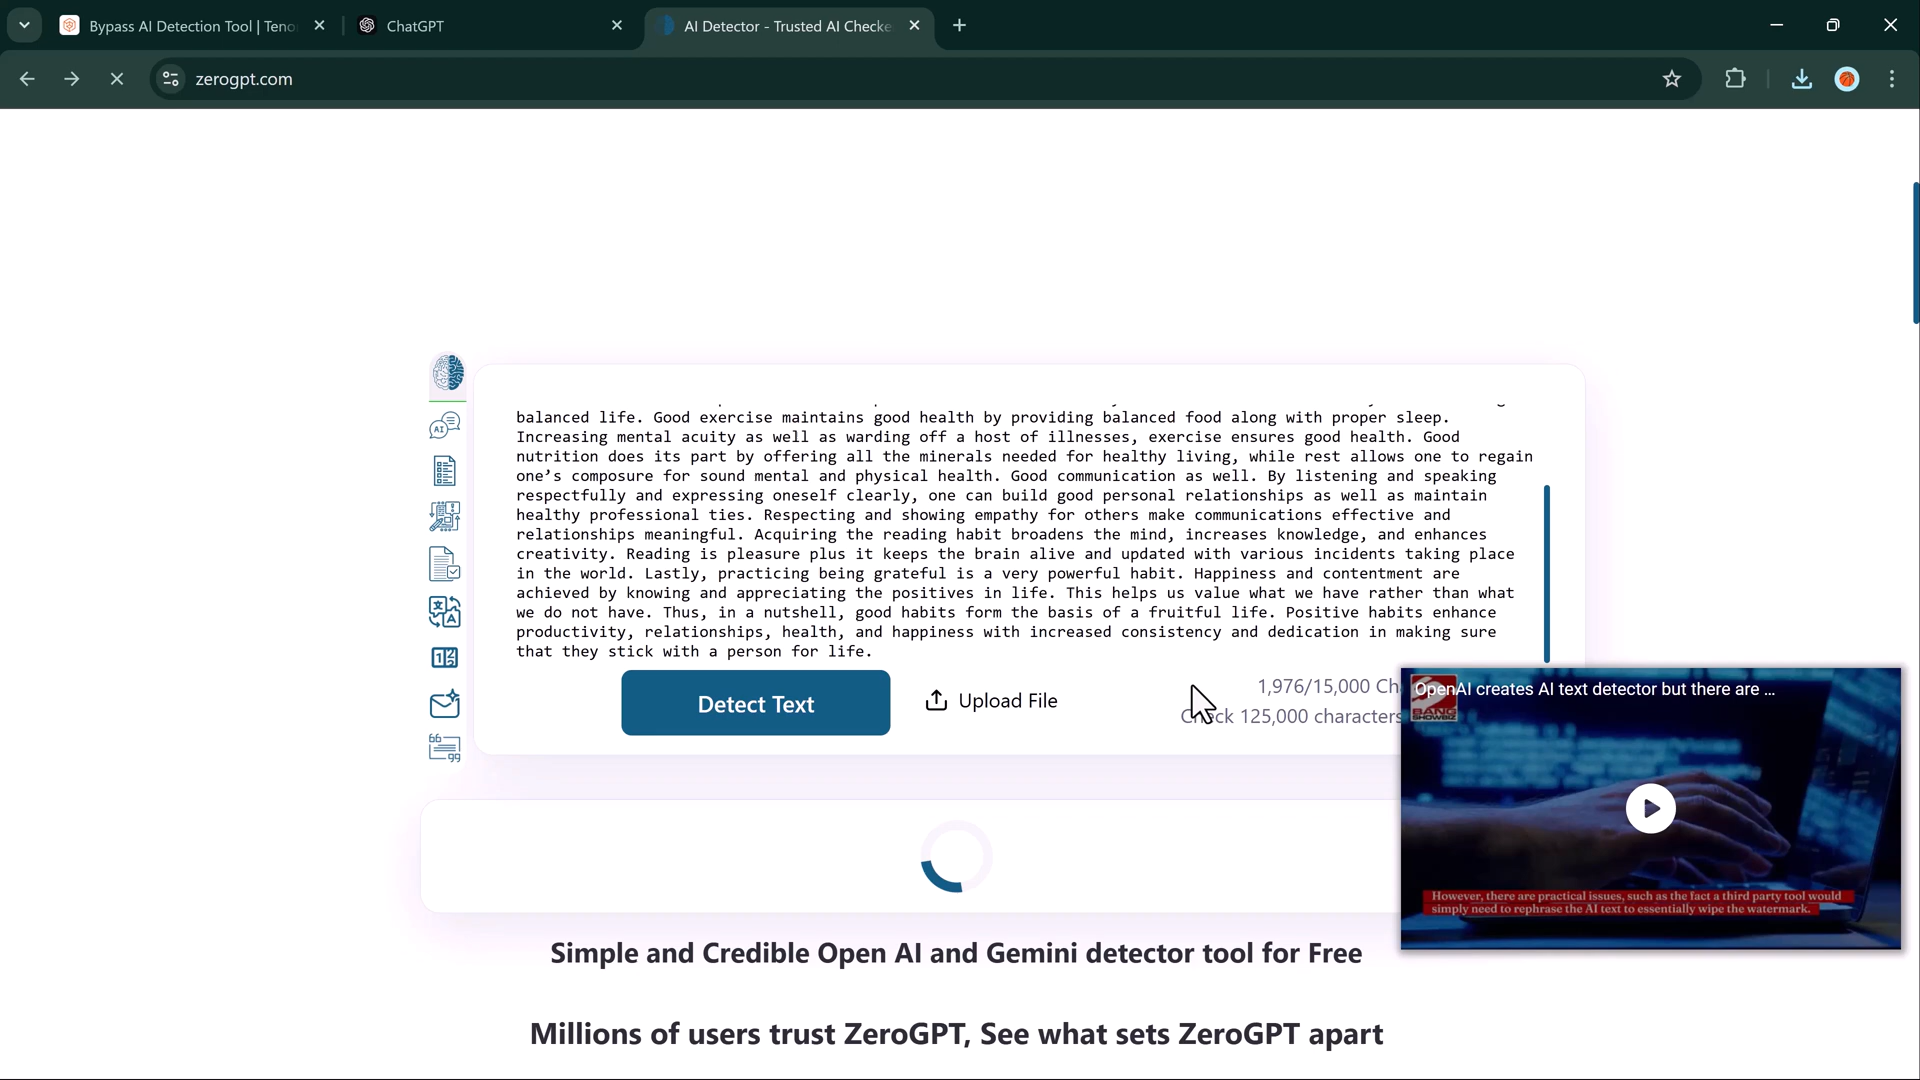 Bypass AI Detection Tool | Teno
ChatGPT
AI Detector - Trusted AI Checke
zerogpt.com
balanced life. Good exercise maintains good health by providing balanced food along with proper sleep.
Increasing mental acuity as well as warding off a host of illnesses, exercise ensures good health. Good
nutrition does its part by offering all the minerals needed for healthy living, while rest allows one to regain
one’s composure for sound mental and physical health. Good communication as well. By listening and speaking
respectfully and expressing oneself clearly, one can build good personal relationships as well as maintain
healthy professional ties. Respecting and showing empathy for others make communications effective and
relationships meaningful. Acquiring the reading habit broadens the mind, increases knowledge, and enhances
creativity. Reading is pleasure plus it keeps the brain alive and updated with various incidents taking place
in the world. Lastly, practicing being grateful is a very powerful habit. Happiness and contentment are
achieved by knowing and appreciating the positives in life. This helps us value what we have rather than what
we do not have. Thus, in a nutshell, good habits form the basis of a fruitful life. Positive habits enhance
productivity, relationships, health, and happiness with increased consistency and dedication in making sure
that they stick with a person for life.
Detect Text
Upload File
1,976/15,000 Ch
Check 125,000 characters
OpenAI creates AI text detector but there are ...
BANG
SHOWBIZ
However, there are practical issues, such as the fact a third party tool would
simply need to rephrase the AI text to essentially wipe the watermark.
Simple and Credible Open AI and Gemini detector tool for Free
Millions of users trust ZeroGPT, See what sets ZeroGPT apart